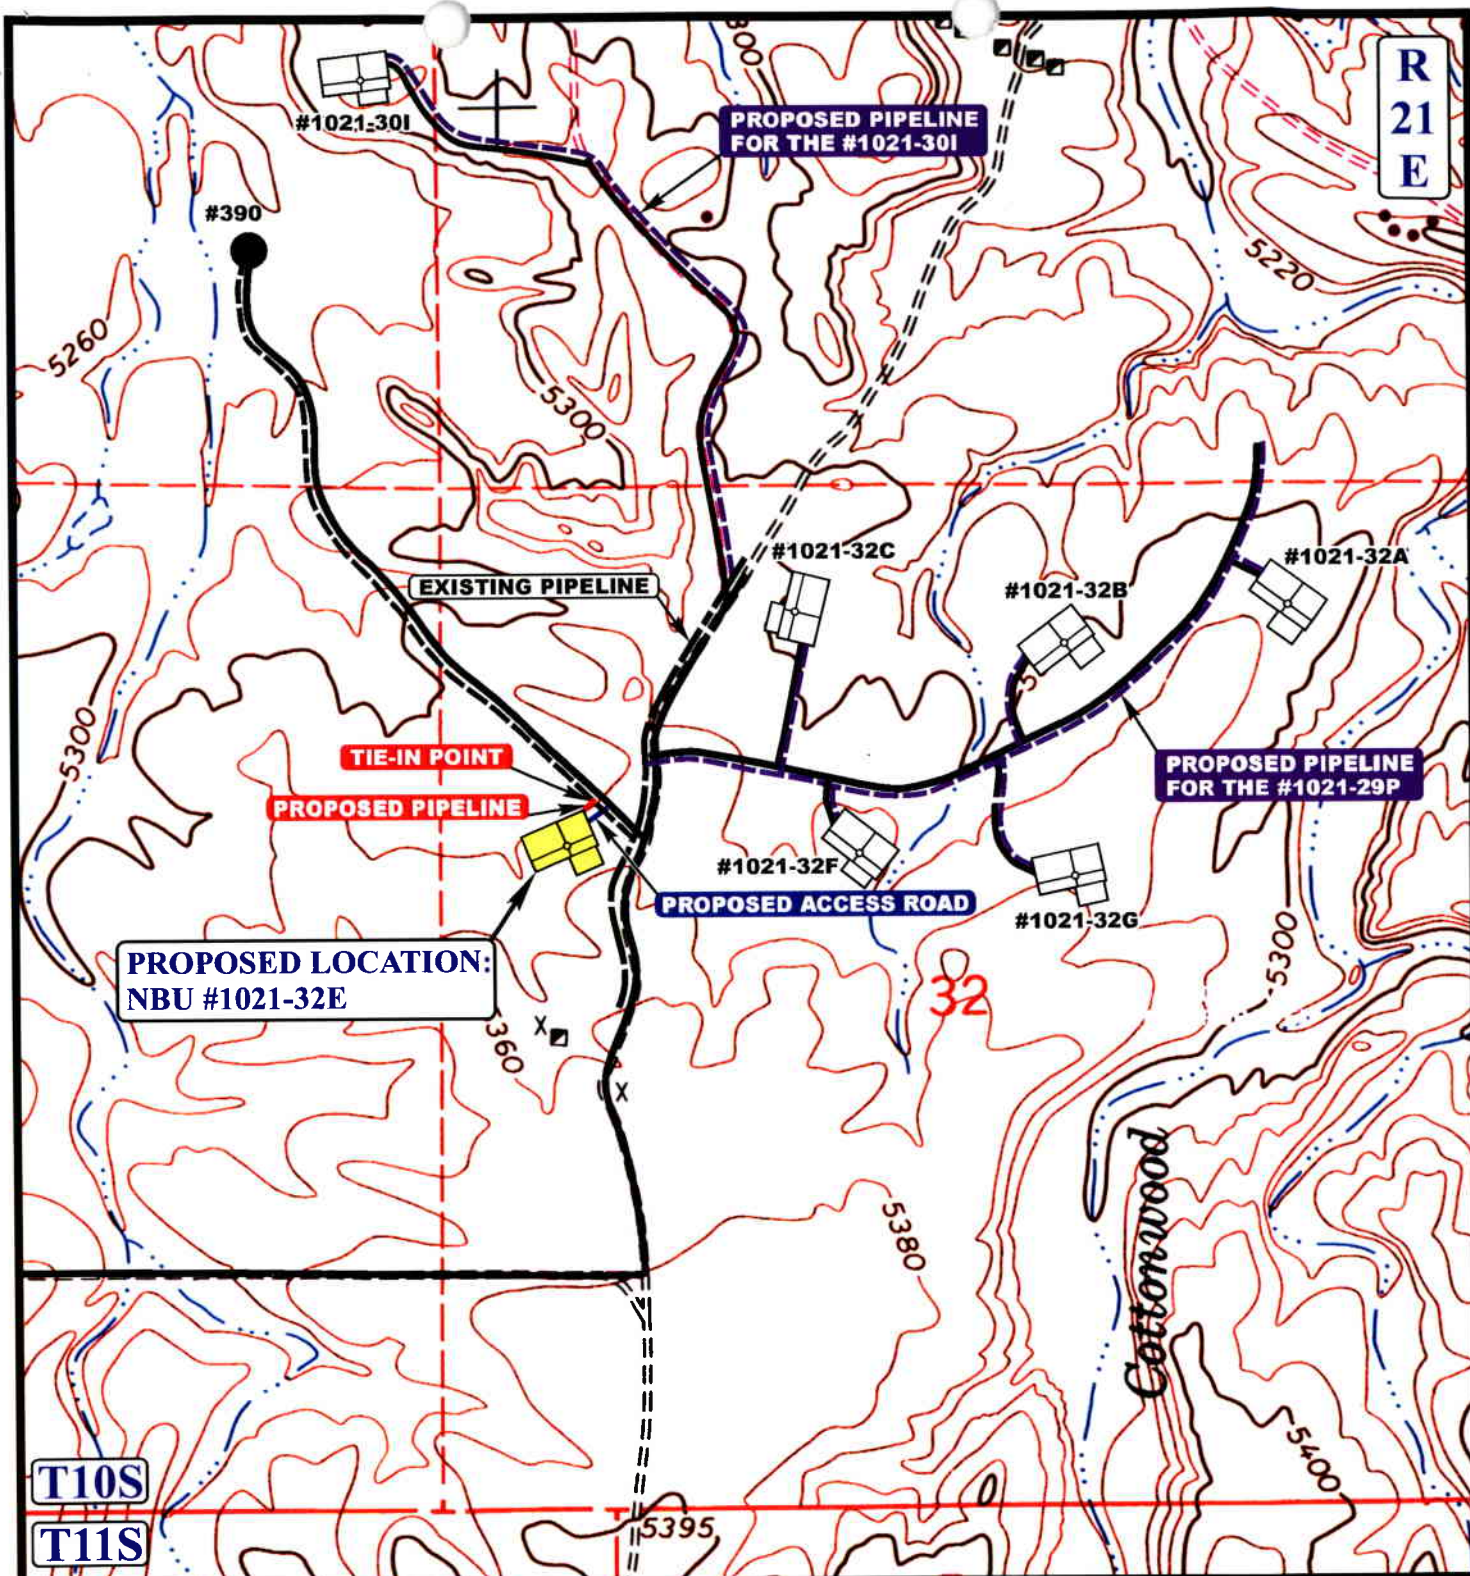 R
21
E
#1021-30I
PROPOSED PIPELINE
FOR THE #1021-30I
#390
5220
5260
5300
#1021-32C
#1021-32A
EXISTING PIPELINE
#1021-32B
5300
TIE-IN POINT
PROPOSED PIPELINE
PROPOSED PIPELINE
FOR THE #1021-29P
#1021-32F
PROPOSED ACCESS ROAD
#1021-32G
PROPOSED LOCATION:
NBU #1021-32E
5300
32
X
5360
X
Cottonwood
5380
5400
T10S
T11S
5395